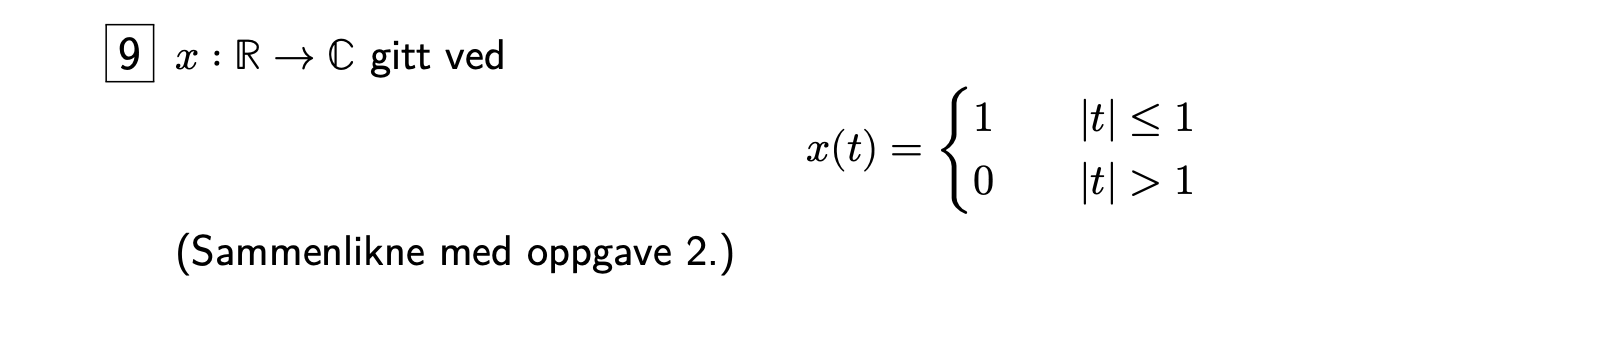 9 x : ℝ → ℂ gitt ved
x(t) = { 1 |t| ≤ 1
0 |t| > 1
(Sammenlikne med oppgave 2.)